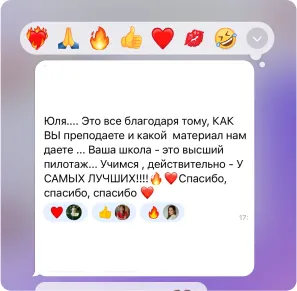 Юля.... Это все благодаря тому, КАК
ВЫ преподаете и какой материал нам
даете ... Ваша школа - это высший
пилотаж... Учимся , действительно - У
САМЫХ ЛУЧШИХ!!!!🔥❤️Спасибо,
спасибо, спасибо ❤️
17: